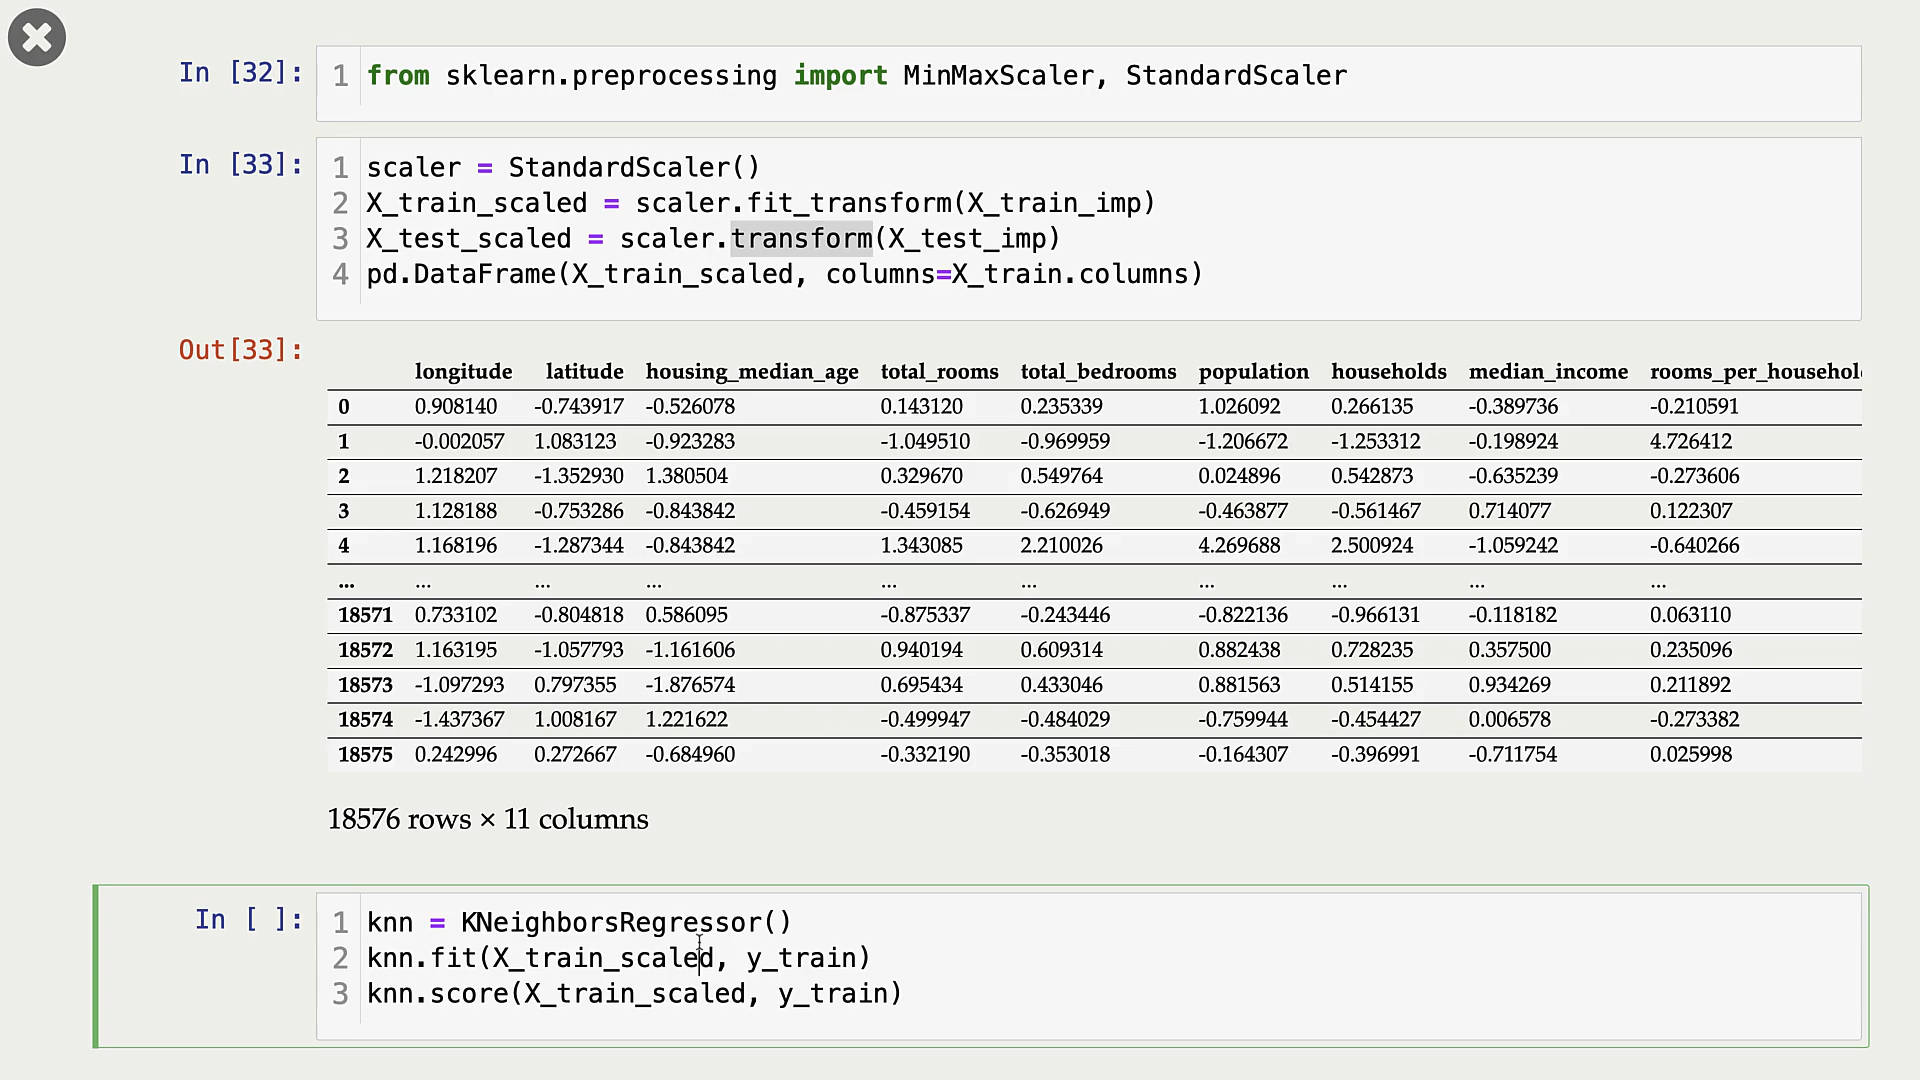 In [32]:
1 from sklearn.preprocessing import MinMaxScaler, StandardScaler
In [33]:
1 scaler = StandardScaler()
2 X_train_scaled = scaler.fit_transform(X_train_imp)
3 X_test_scaled = scaler.transform(X_test_imp)
4 pd.DataFrame(X_train_scaled, columns=X_train.columns)
Out[33]:
longitude latitude housing_median_age total_rooms total_bedrooms population households median_income rooms_per_househol
0 0.908140 -0.743917 -0.526078 0.143120 0.235339 1.026092 0.266135 -0.389736 -0.210591
1 -0.002057 1.083123 -0.923283 -1.049510 -0.969959 -1.206672 -1.253312 -0.198924 4.726412
2 1.218207 -1.352930 1.380504 0.329670 0.549764 0.024896 0.542873 -0.635239 -0.273606
3 1.128188 -0.753286 -0.843842 -0.459154 -0.626949 -0.463877 -0.561467 0.714077 0.122307
4 1.168196 -1.287344 -0.843842 1.343085 2.210026 4.269688 2.500924 -1.059242 -0.640266
... ... ... ... ... ... ... ... ... ...
18571 0.733102 -0.804818 0.586095 -0.875337 -0.243446 -0.822136 -0.966131 -0.118182 0.063110
18572 1.163195 -1.057793 -1.161606 0.940194 0.609314 0.882438 0.728235 0.357500 0.235096
18573 -1.097293 0.797355 -1.876574 0.695434 0.433046 0.881563 0.514155 0.934269 0.211892
18574 -1.437367 1.008167 1.221622 -0.499947 -0.484029 -0.759944 -0.454427 0.006578 -0.273382
18575 0.242996 0.272667 -0.684960 -0.332190 -0.353018 -0.164307 -0.396991 -0.711754 0.025998
18576 rows × 11 columns
In [ ]:
1 knn = KNeighborsRegressor()
2 knn.fit(X_train_scaled, y_train)
3 knn.score(X_train_scaled, y_train)